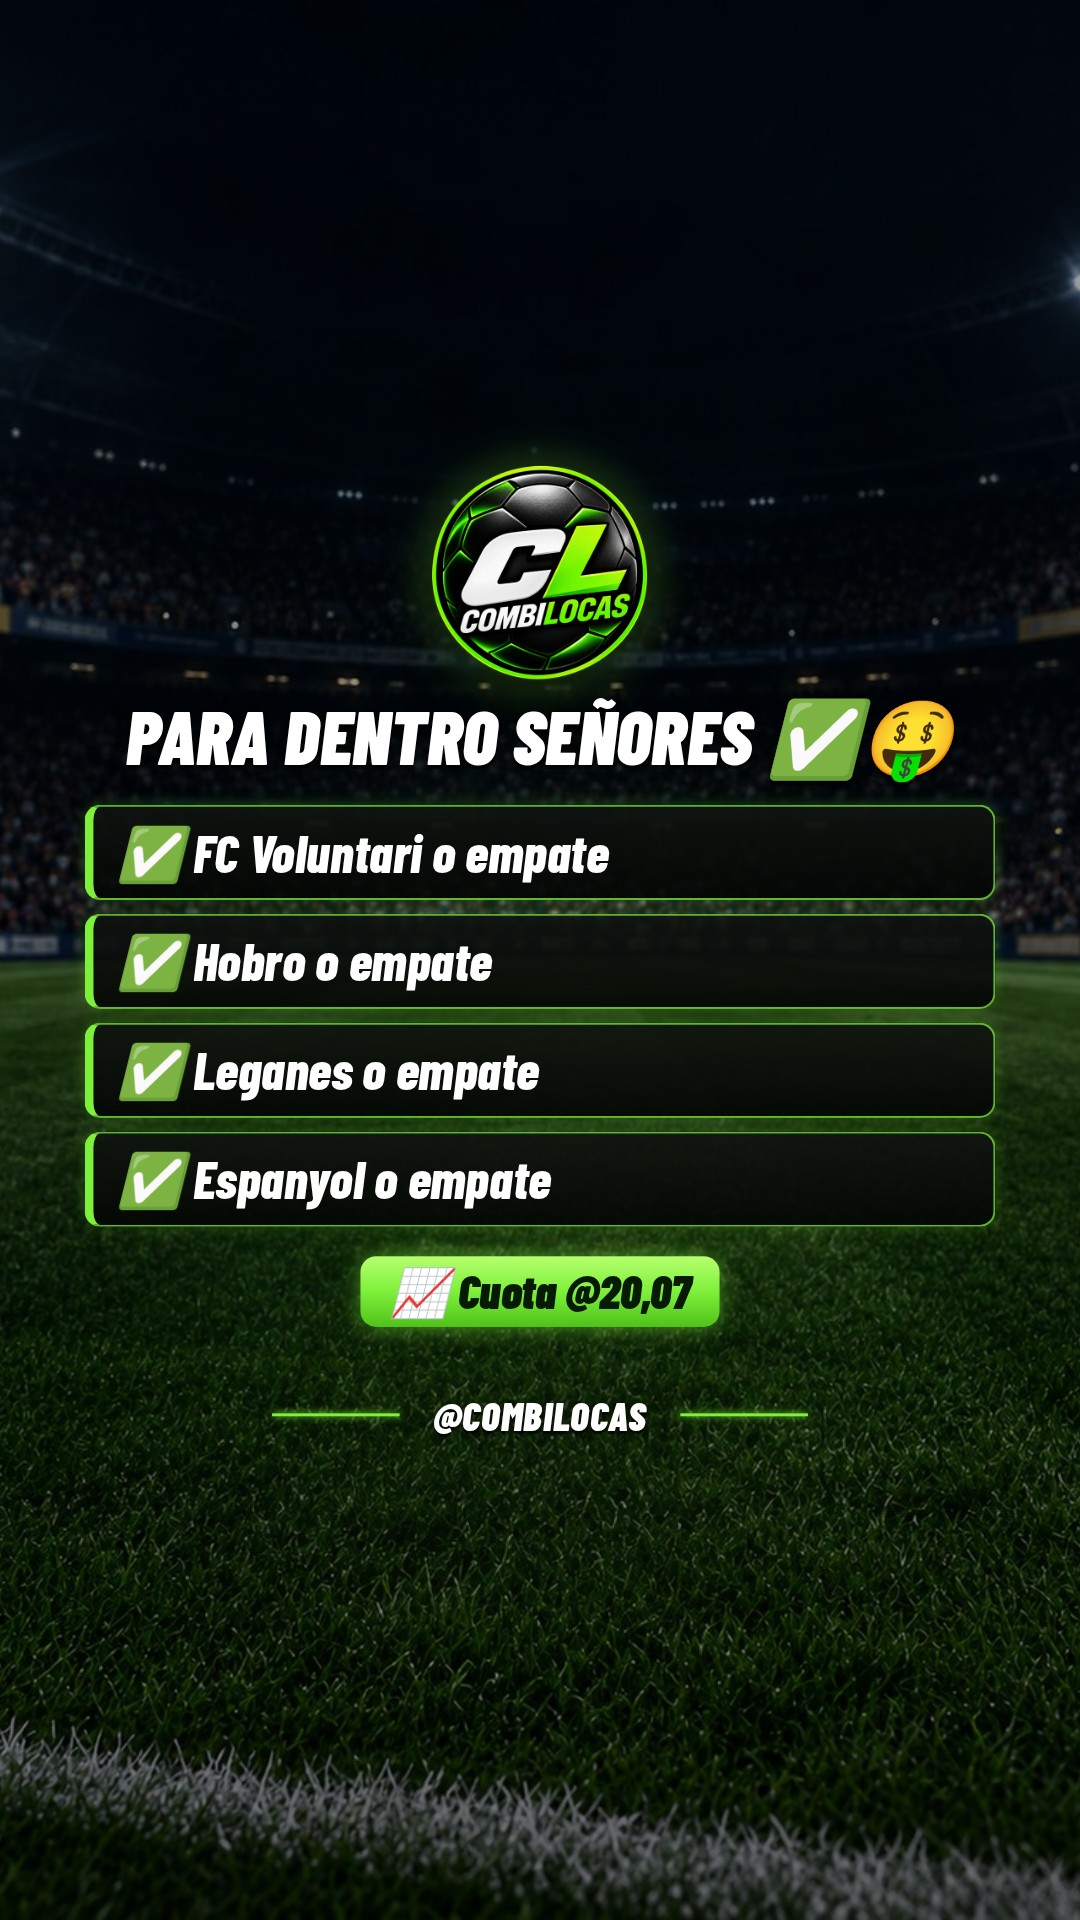 CL
COMBILOCAS
PARA DENTRO SEÑORES ✅🤑
✅ FC Voluntari o empate
✅ Hobro o empate
✅ Leganes o empate
✅ Espanyol o empate
📈 Cuota @20,07
@COMBILOCAS